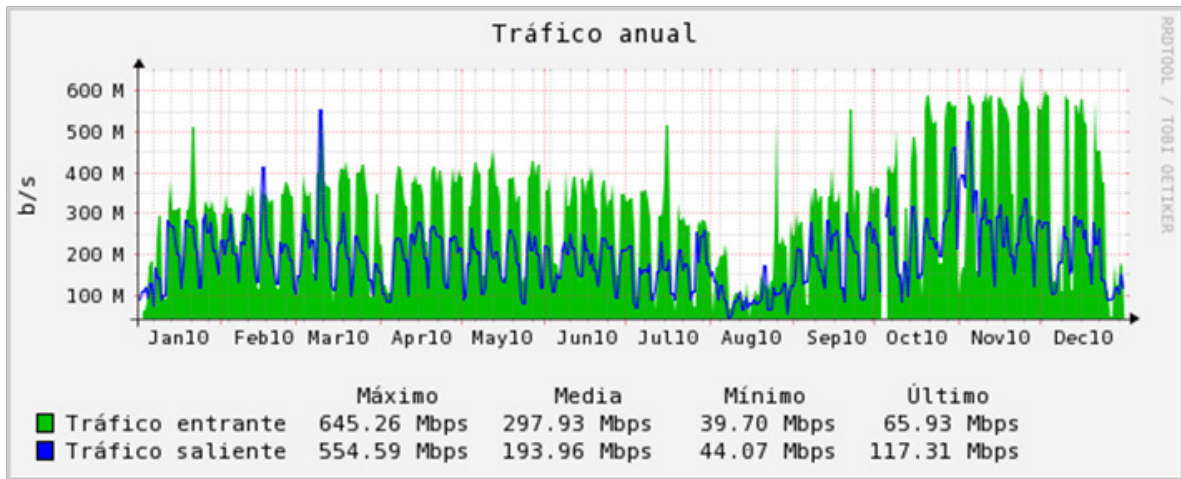 Tráfico anual
RRDTOOL / TOBI OETIKER
b/s
600 M
500 M
400 M
300 M
200 M
100 M
Jan10 Feb10 Mar10 Apr10 May10 Jun10 Jul10 Aug10 Sep10 Oct10 Nov10 Dec10
Máximo Media Mínimo Último
Tráfico entrante 645.26 Mbps 297.93 Mbps 39.70 Mbps 65.93 Mbps
Tráfico saliente 554.59 Mbps 193.96 Mbps 44.07 Mbps 117.31 Mbps